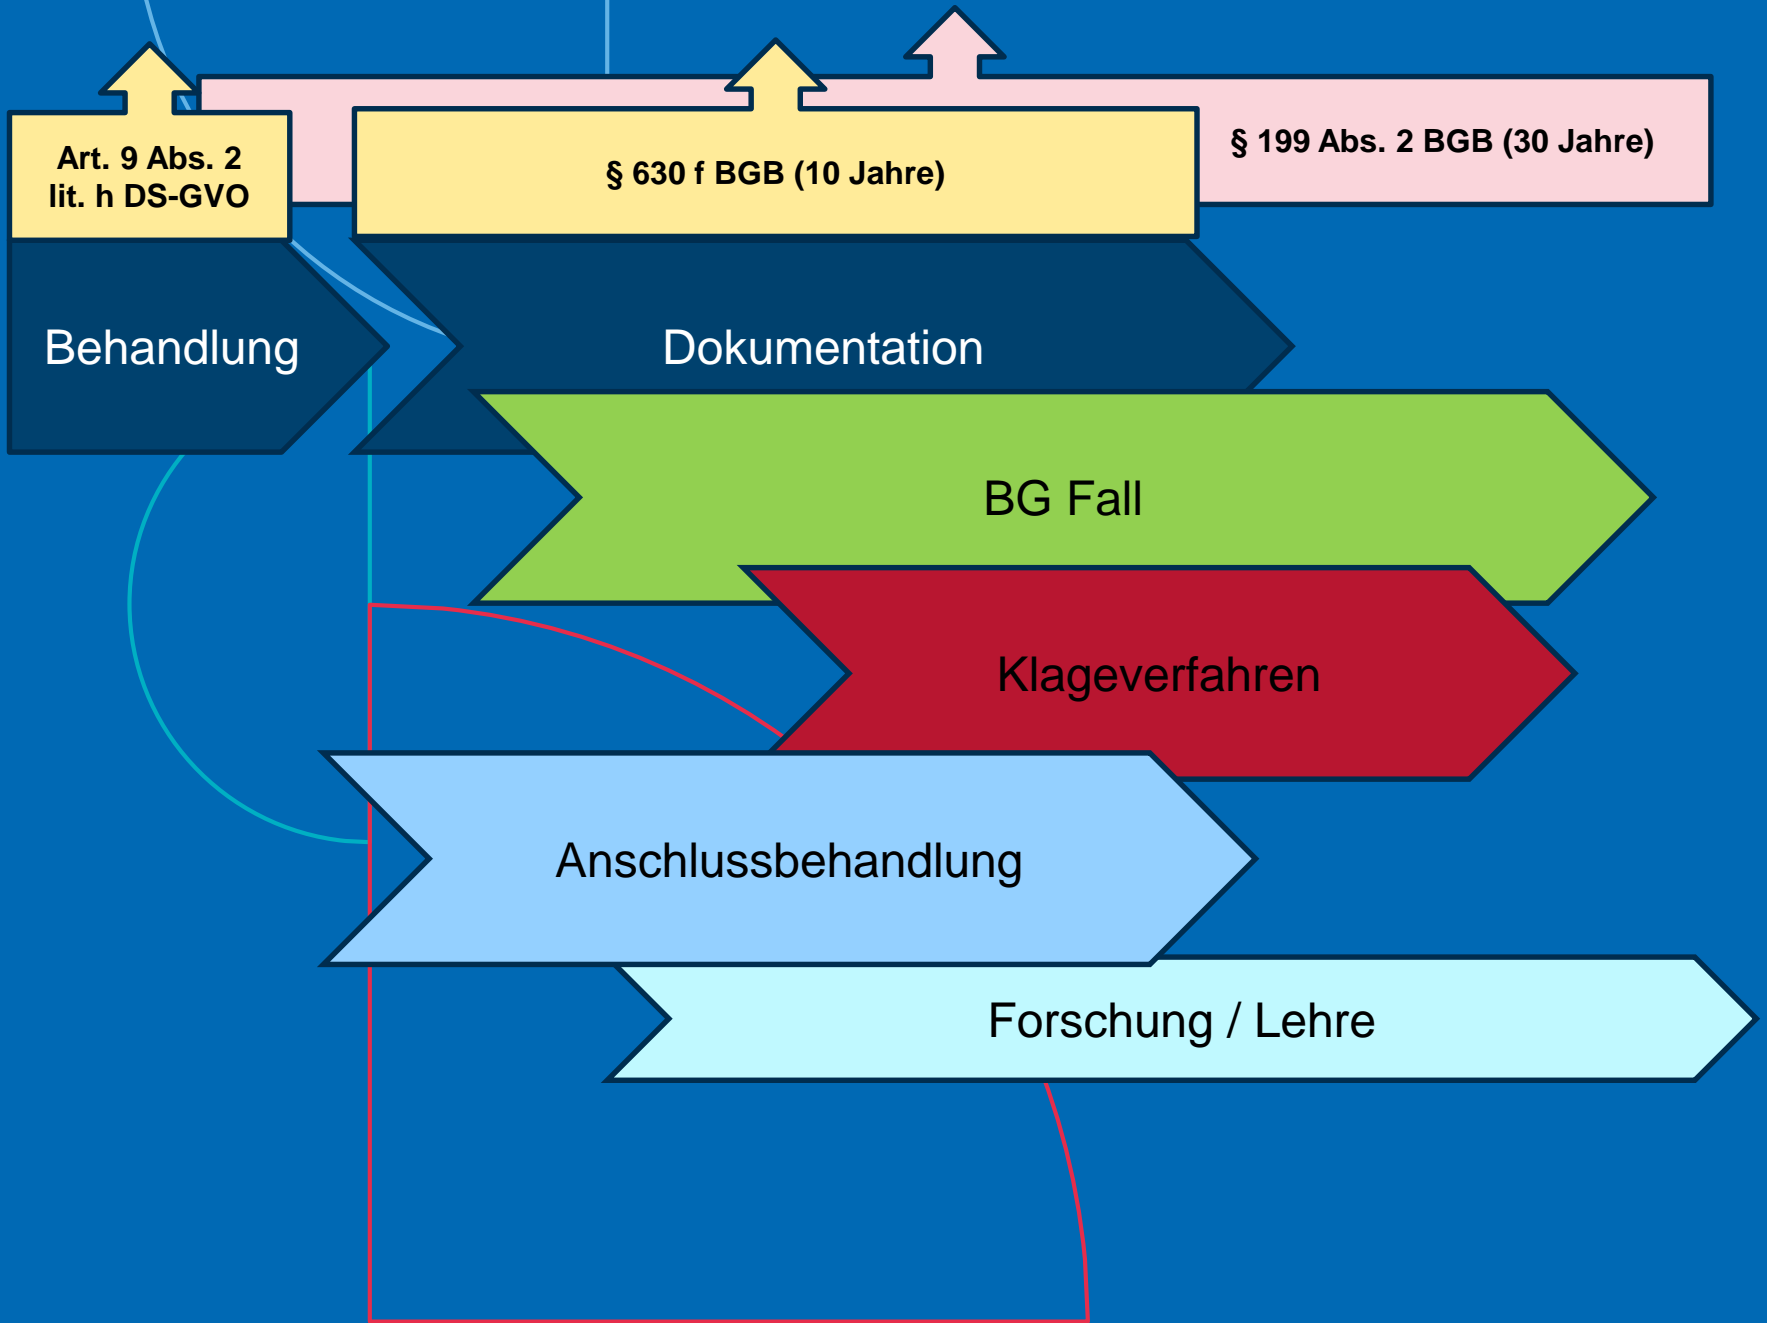 Art. 9 Abs. 2
lit. h DS-GVO
§ 630 f BGB (10 Jahre)
§ 199 Abs. 2 BGB (30 Jahre)
Behandlung
Dokumentation
BG Fall
Klageverfahren
Anschlussbehandlung
Forschung / Lehre